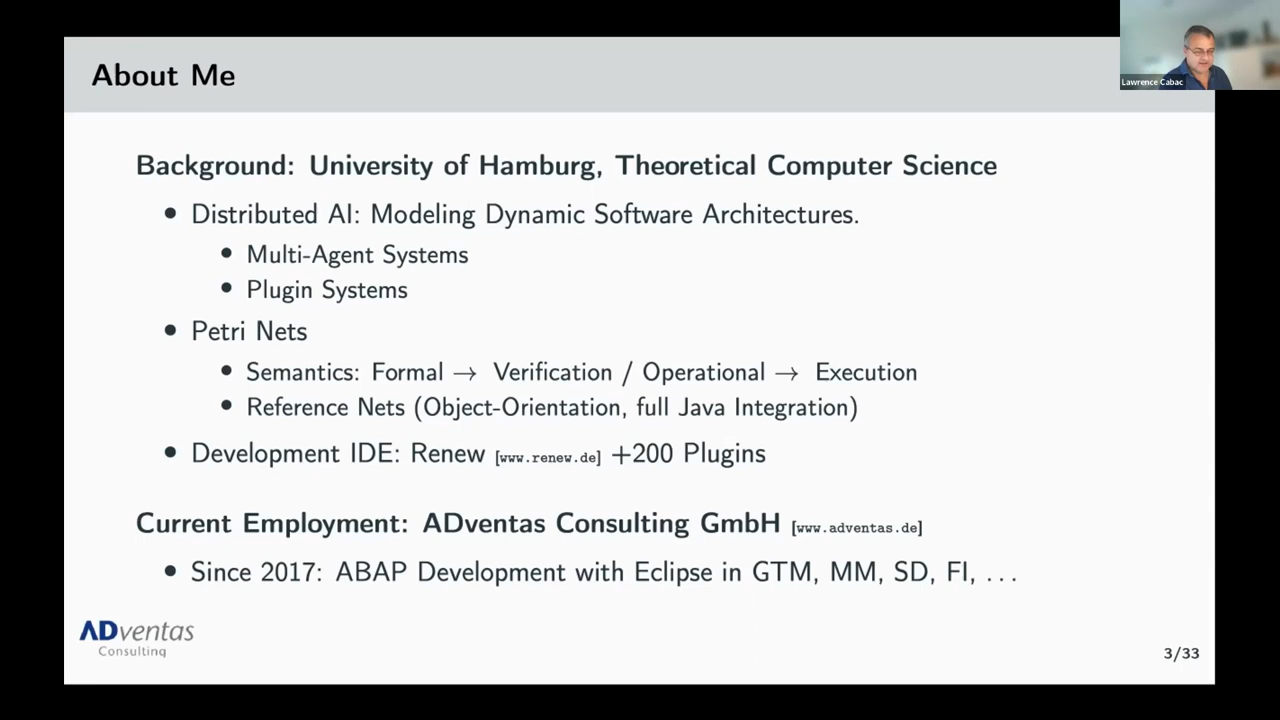 About Me
Lawrence Cabac
Background: University of Hamburg, Theoretical Computer Science
• Distributed AI: Modeling Dynamic Software Architectures.
• Multi-Agent Systems
• Plugin Systems
• Petri Nets
• Semantics: Formal → Verification / Operational → Execution
• Reference Nets (Object-Orientation, full Java Integration)
• Development IDE: Renew [www.renew.de] +200 Plugins
Current Employment: ADventas Consulting GmbH [www.adventas.de]
• Since 2017: ABAP Development with Eclipse in GTM, MM, SD, FI, ...
ADventas
Consulting
3/33